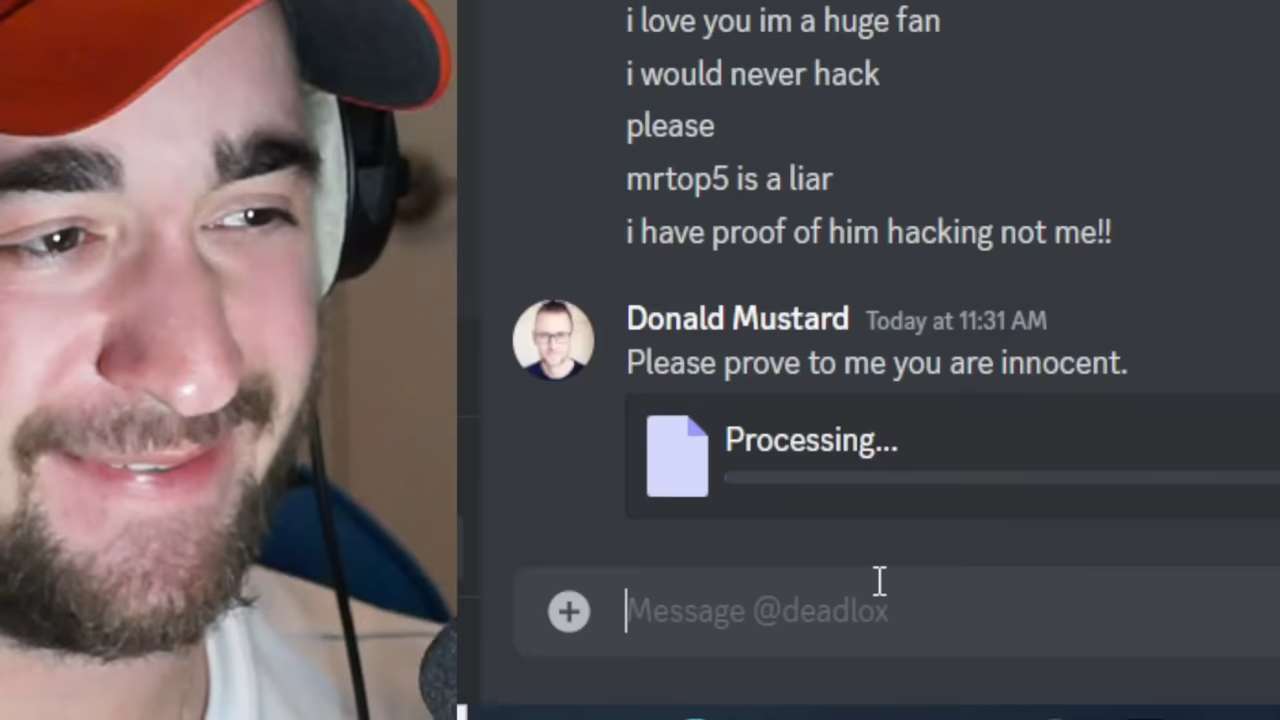 i love you im a huge fan
i would never hack
please
mrtop5 is a liar
i have proof of him hacking not me!!
Donald Mustard Today at 11:31 AM
Please prove to me you are innocent.
Processing...
Message @deadlox